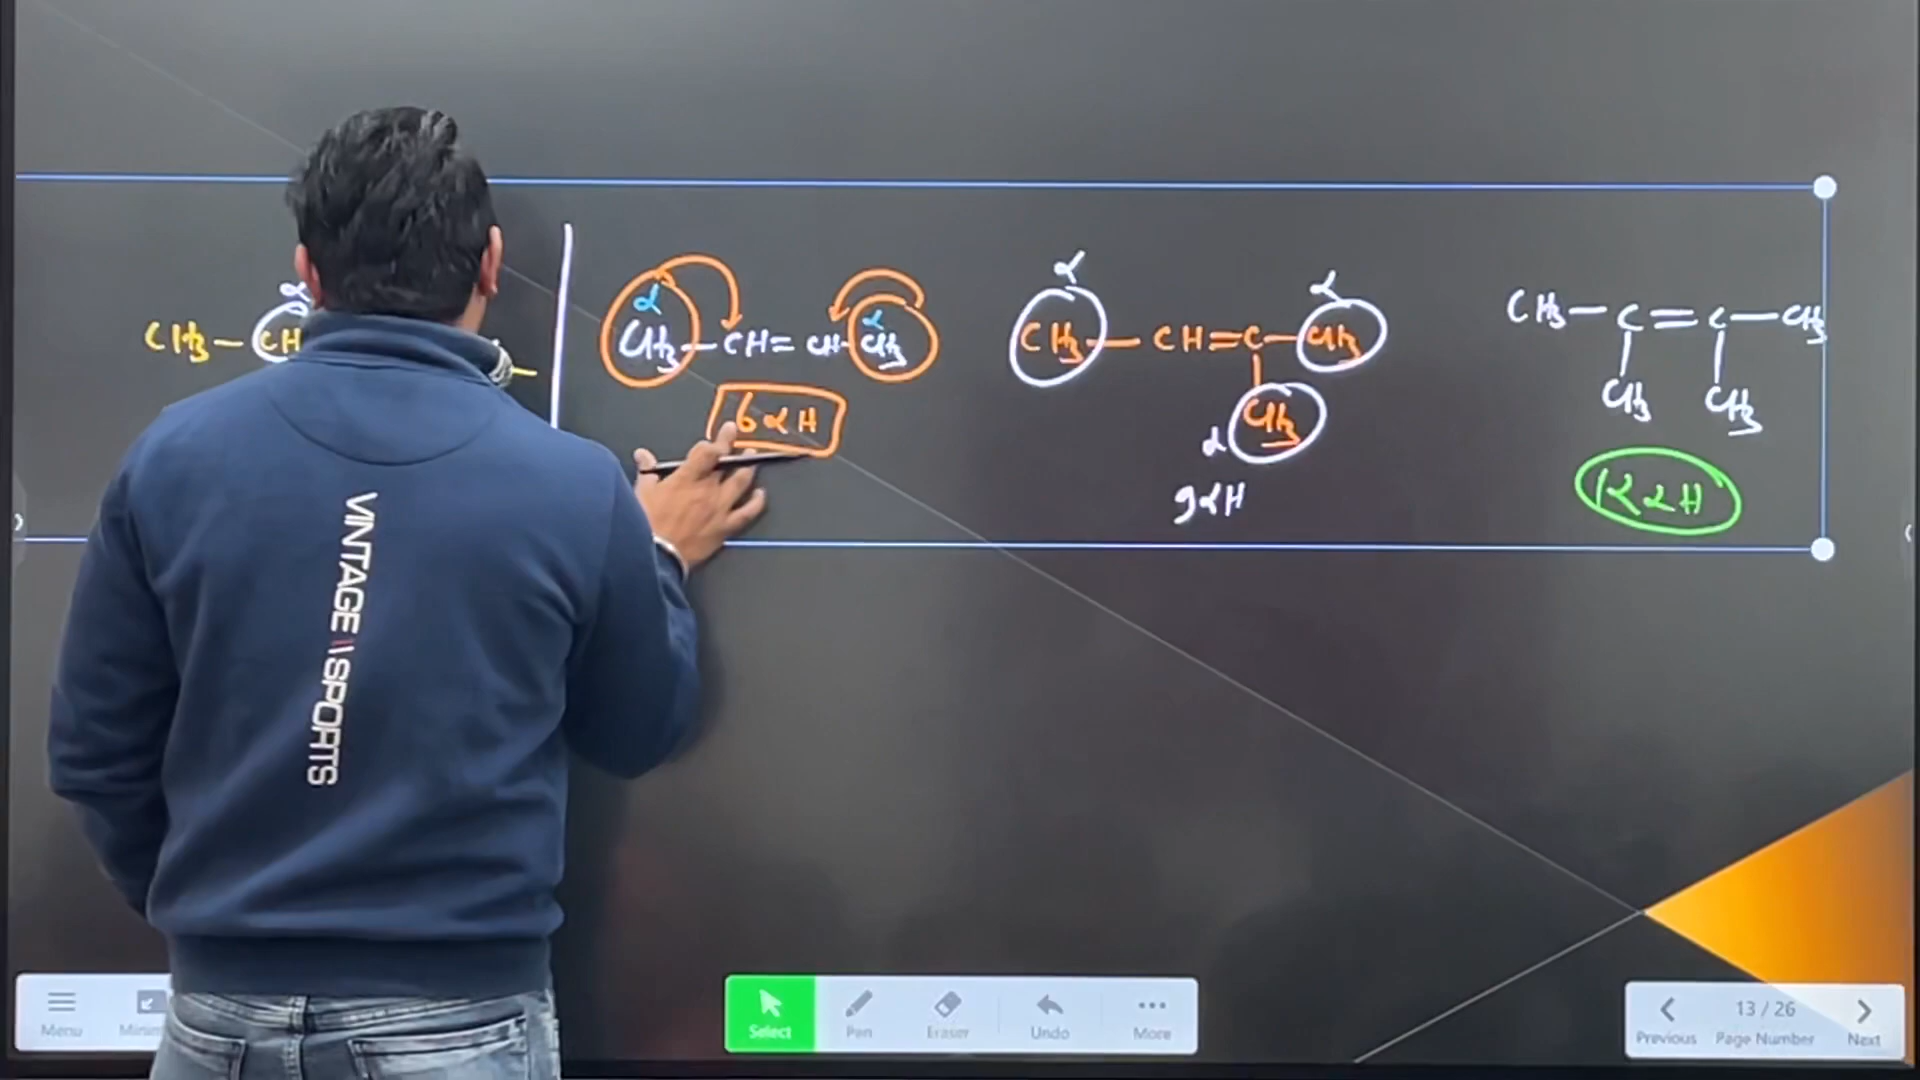 α
CH3-CH
α
α
CH3-CH=CH-CH3
6αH
α
α
CH3-CH=C-CH3
CH3
α
9αH
CH3-C=C-CH3
CH3 CH3
12αH
VINTAGE//SPORTS
Menu
Select
Pen
Eraser
Undo
More
Previous
13 / 26
Page Number
Next